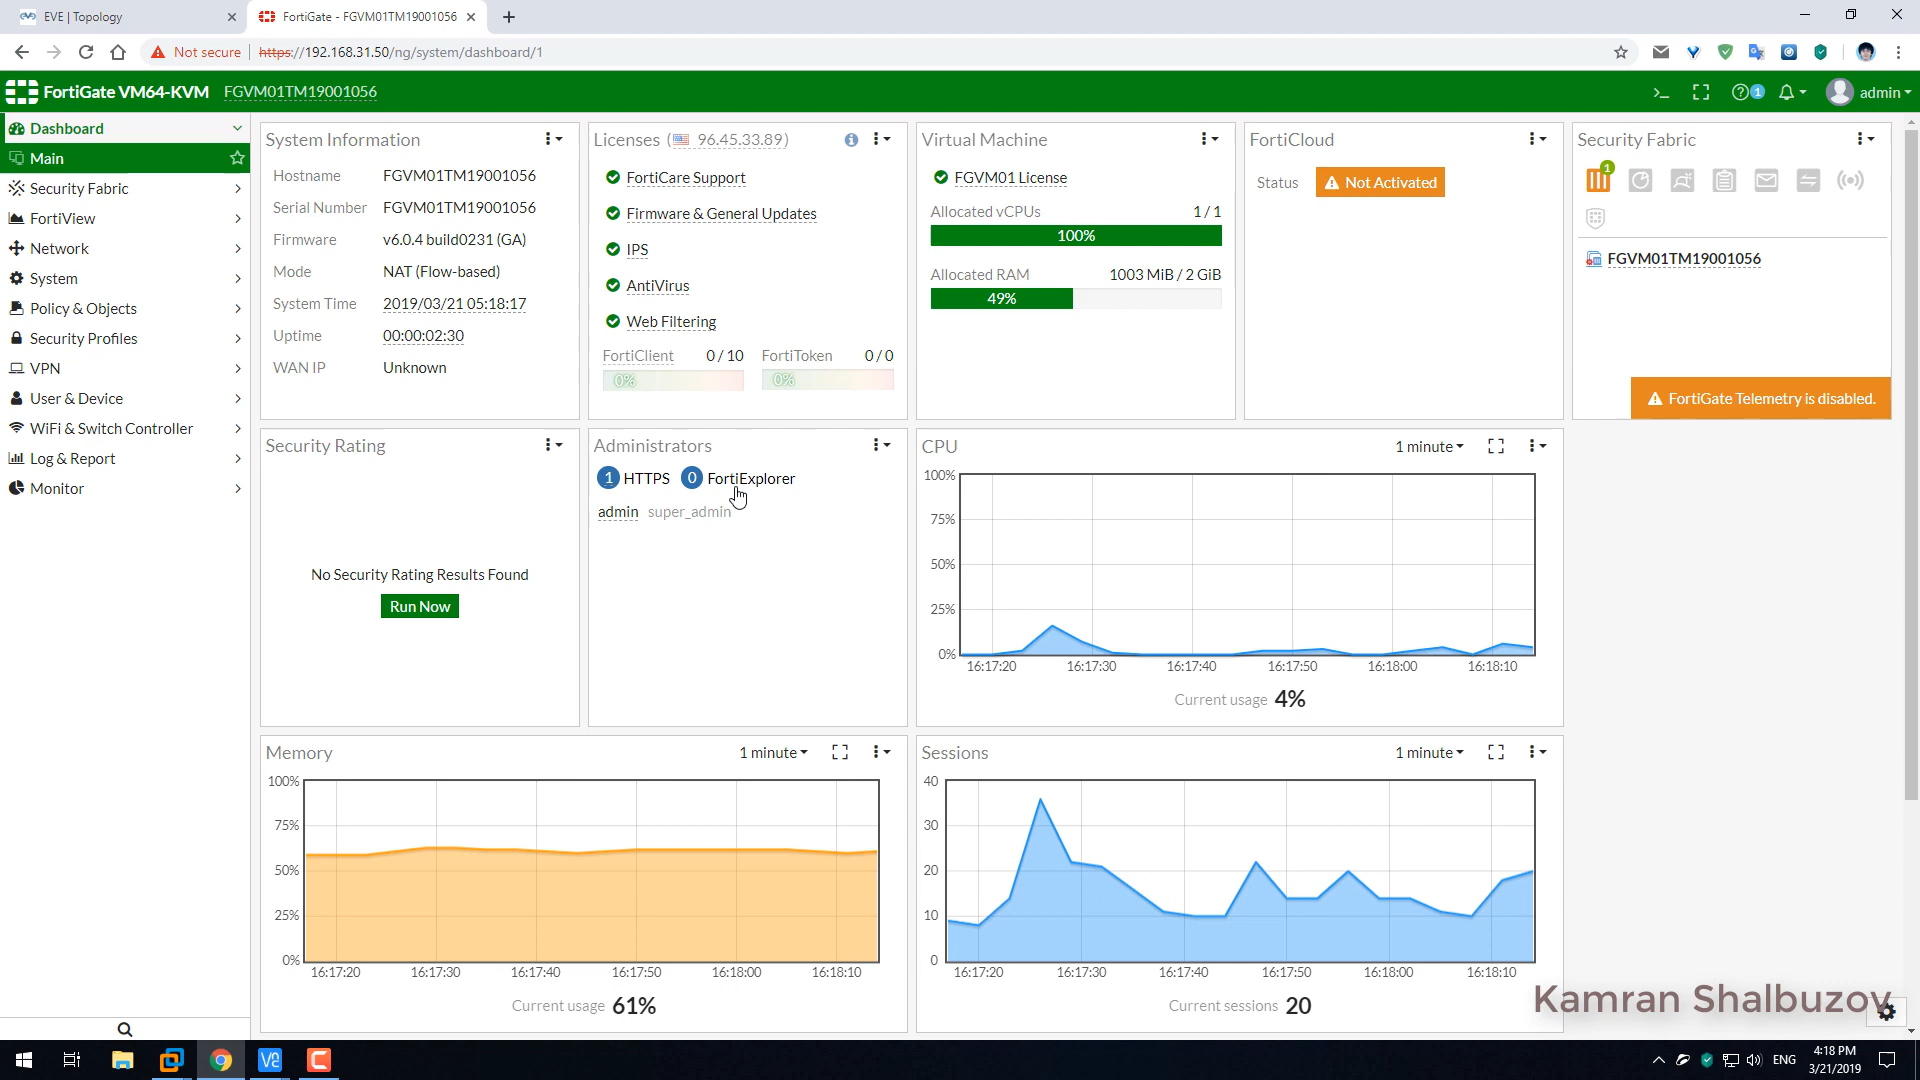 EVE | Topology
FortiGate - FGVM01TM19001056
Not secure
https://192.168.31.50/ng/system/dashboard/1
FortiGate VM64-KVM
FGVM01TM19001056
1
admin
Dashboard
Main
Security Fabric
FortiView
Network
System
Policy & Objects
Security Profiles
VPN
User & Device
WiFi & Switch Controller
Log & Report
Monitor
System Information
Hostname FGVM01TM19001056
Serial Number FGVM01TM19001056
Firmware v6.0.4 build0231 (GA)
Mode NAT (Flow-based)
System Time 2019/03/21 05:18:17
Uptime 00:00:02:30
WAN IP Unknown
Licenses (96.45.33.89)
FortiCare Support
Firmware & General Updates
IPS
AntiVirus
Web Filtering
FortiClient 0 / 10 FortiToken 0 / 0
0% 0%
Virtual Machine
FGVM01 License
Allocated vCPUs 1 / 1
100%
Allocated RAM 1003 MiB / 2 GiB
49%
FortiCloud
Status Not Activated
Security Fabric
1
FGVM01TM19001056
FortiGate Telemetry is disabled.
Security Rating
No Security Rating Results Found
Run Now
Administrators
1 HTTPS 0 FortiExplorer
admin super_admin
CPU
1 minute
100%
75%
50%
25%
0%
16:17:20 16:17:30 16:17:40 16:17:50 16:18:00 16:18:10
Current usage 4%
Memory
1 minute
100%
75%
50%
25%
0%
16:17:20 16:17:30 16:17:40 16:17:50 16:18:00 16:18:10
Current usage 61%
Sessions
1 minute
40
30
20
10
0
16:17:20 16:17:30 16:17:40 16:17:50 16:18:00 16:18:10
Current sessions 20
Kamran Shalbuzov
ENG
4:18 PM
3/21/2019